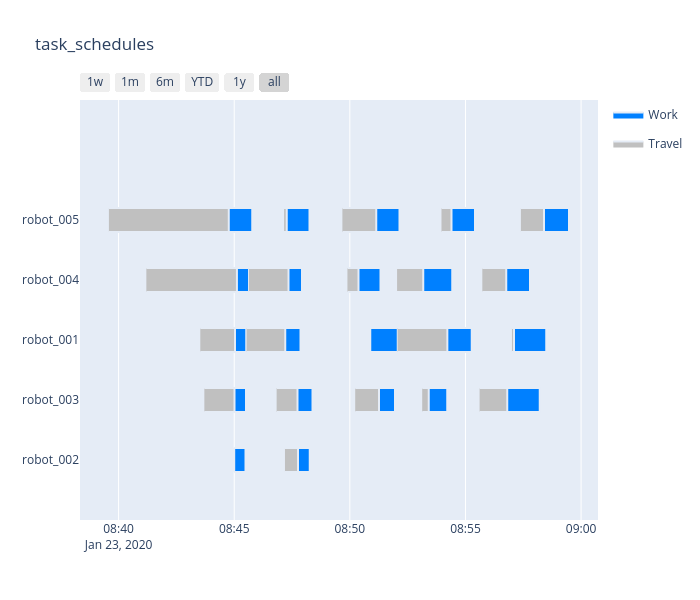 task_schedules
1w 1m 6m YTD 1y all
Work
Travel
robot_005
robot_004
robot_001
robot_003
robot_002
08:40 08:45 08:50 08:55 09:00
Jan 23, 2020